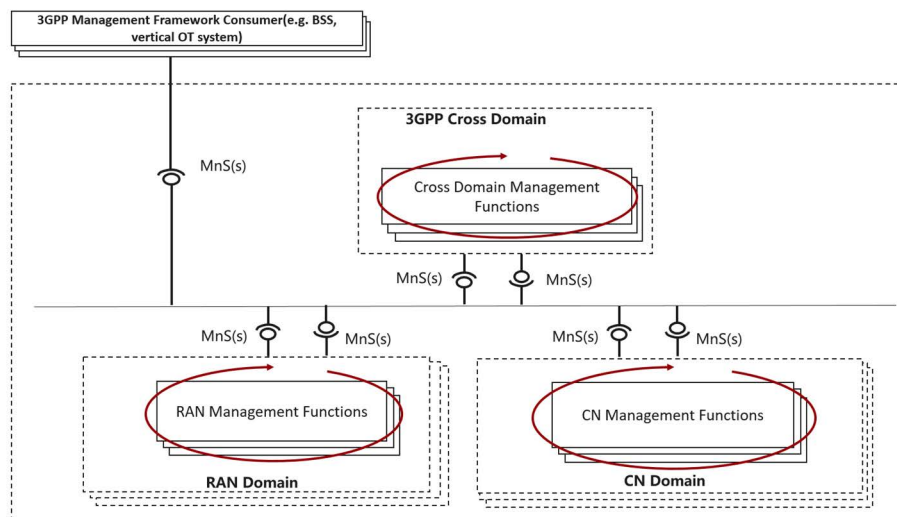 3GPP Management Framework Consumer(e.g. BSS,
vertical OT system)
3GPP Cross Domain
MnS(s)
Cross Domain Management
Functions
MnS(s)
MnS(s)
MnS(s)
MnS(s)
MnS(s)
MnS(s)
RAN Management Functions
CN Management Functions
RAN Domain
CN Domain